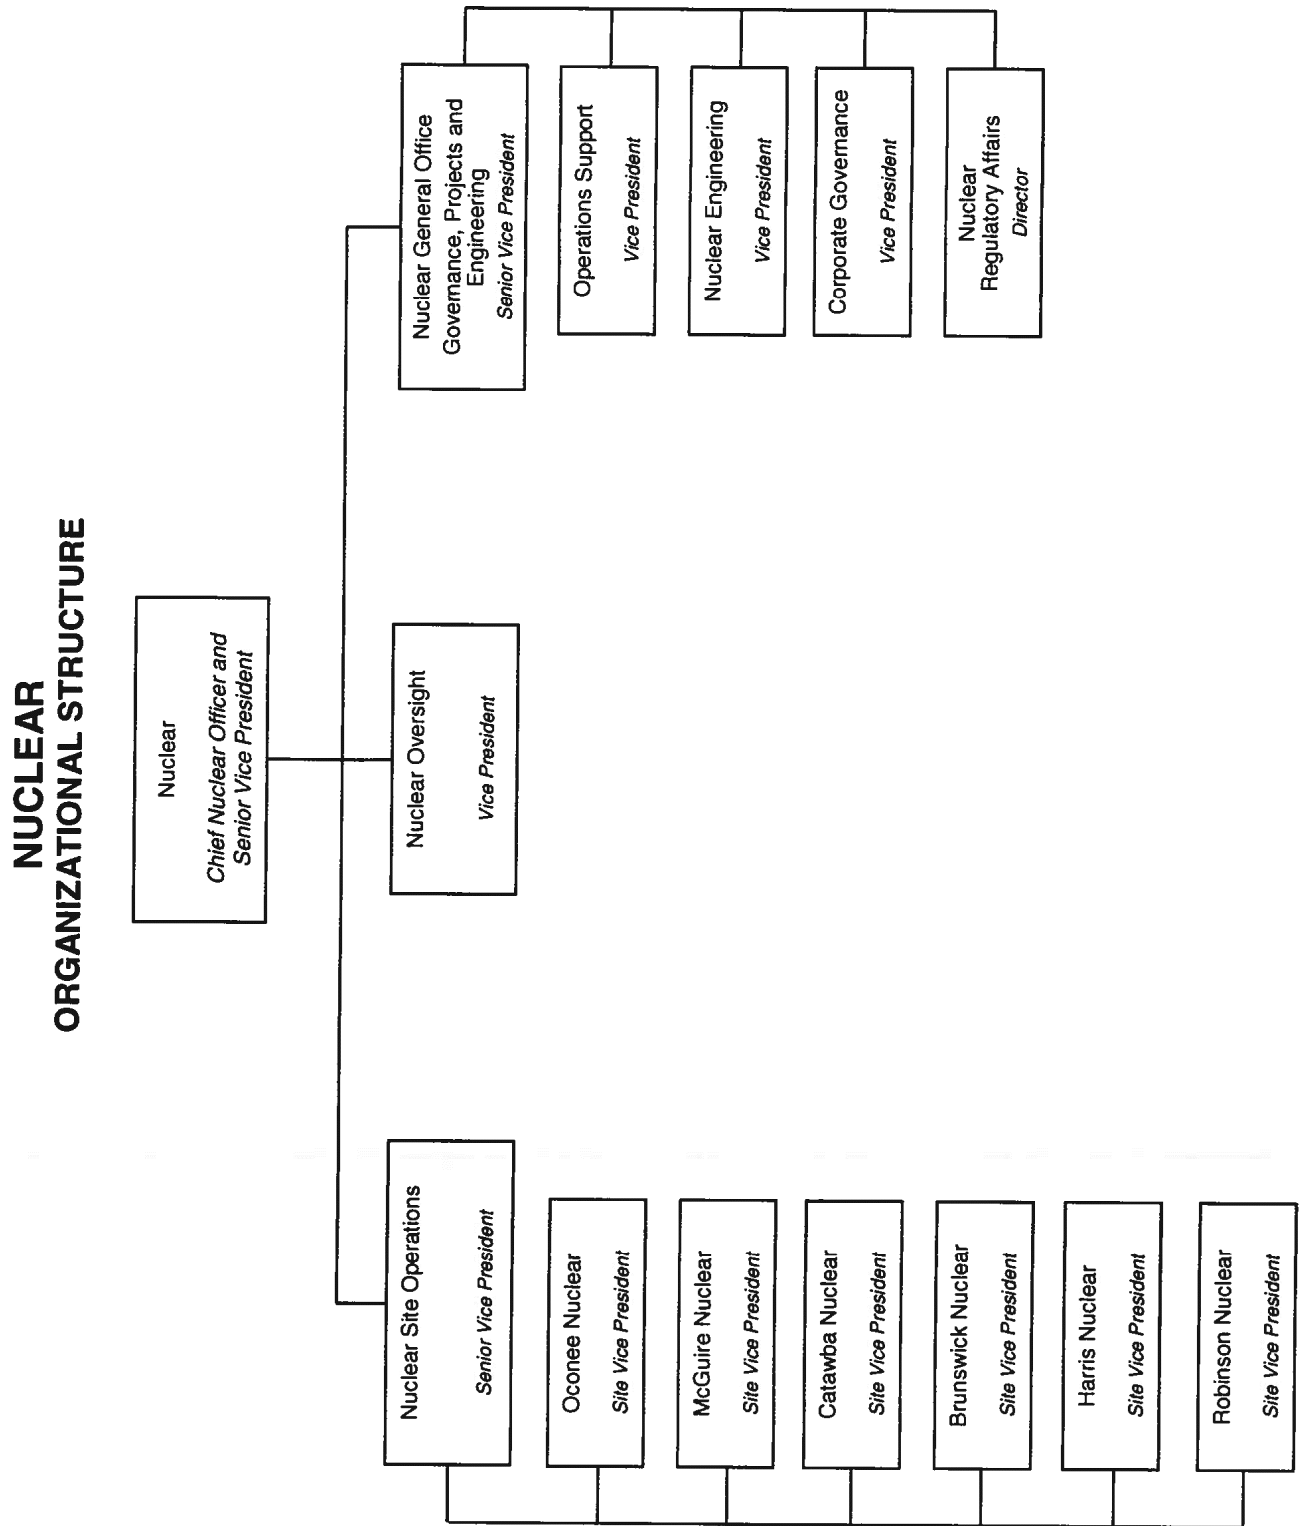 NUCLEAR
ORGANIZATIONAL STRUCTURE
Nuclear
Chief Nuclear Officer and
Senior Vice President
Nuclear Site Operations
Senior Vice President
Oconee Nuclear
Site Vice President
McGuire Nuclear
Site Vice President
Catawba Nuclear
Site Vice President
Brunswick Nuclear
Site Vice President
Harris Nuclear
Site Vice President
Robinson Nuclear
Site Vice President
Nuclear Oversight
Vice President
Nuclear General Office
Governance, Projects and
Engineering
Senior Vice President
Operations Support
Vice President
Nuclear Engineering
Vice President
Corporate Governance
Vice President
Nuclear
Regulatory Affairs
Director